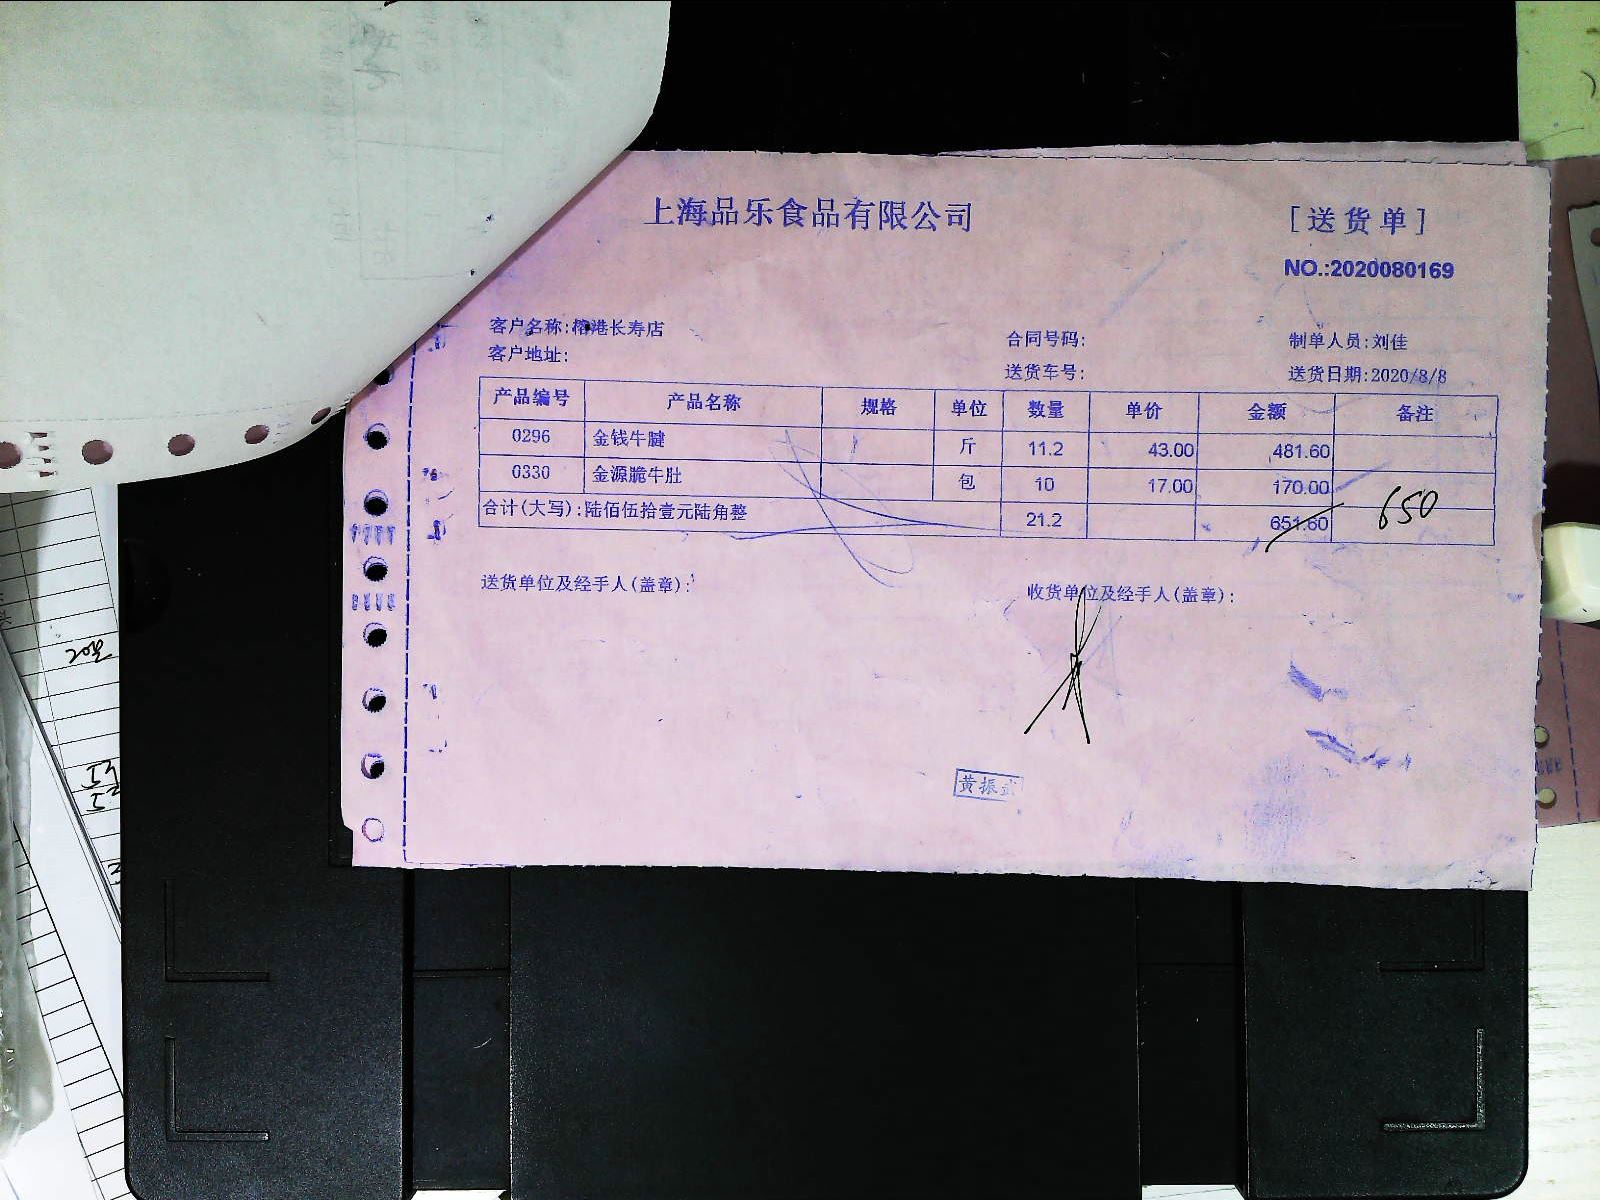 上海品乐食品有限公司
[送货单]
NO.:2020080169
客户名称:榕港长寿店
合同号码:
制单人员:刘佳
客户地址:
送货车号:
送货日期:2020/8/8
产品编号 产品名称 规格 单位 数量 单价 金额 备注
0296 金钱牛腱 斤 11.2 43.00 481.60
0330 金源脆牛肚 包 10 17.00 170.00
合计(大写):陆佰伍拾壹元陆角整 21.2 651.60 650
送货单位及经手人(盖章):
收货单位及经手人(盖章):
黄振